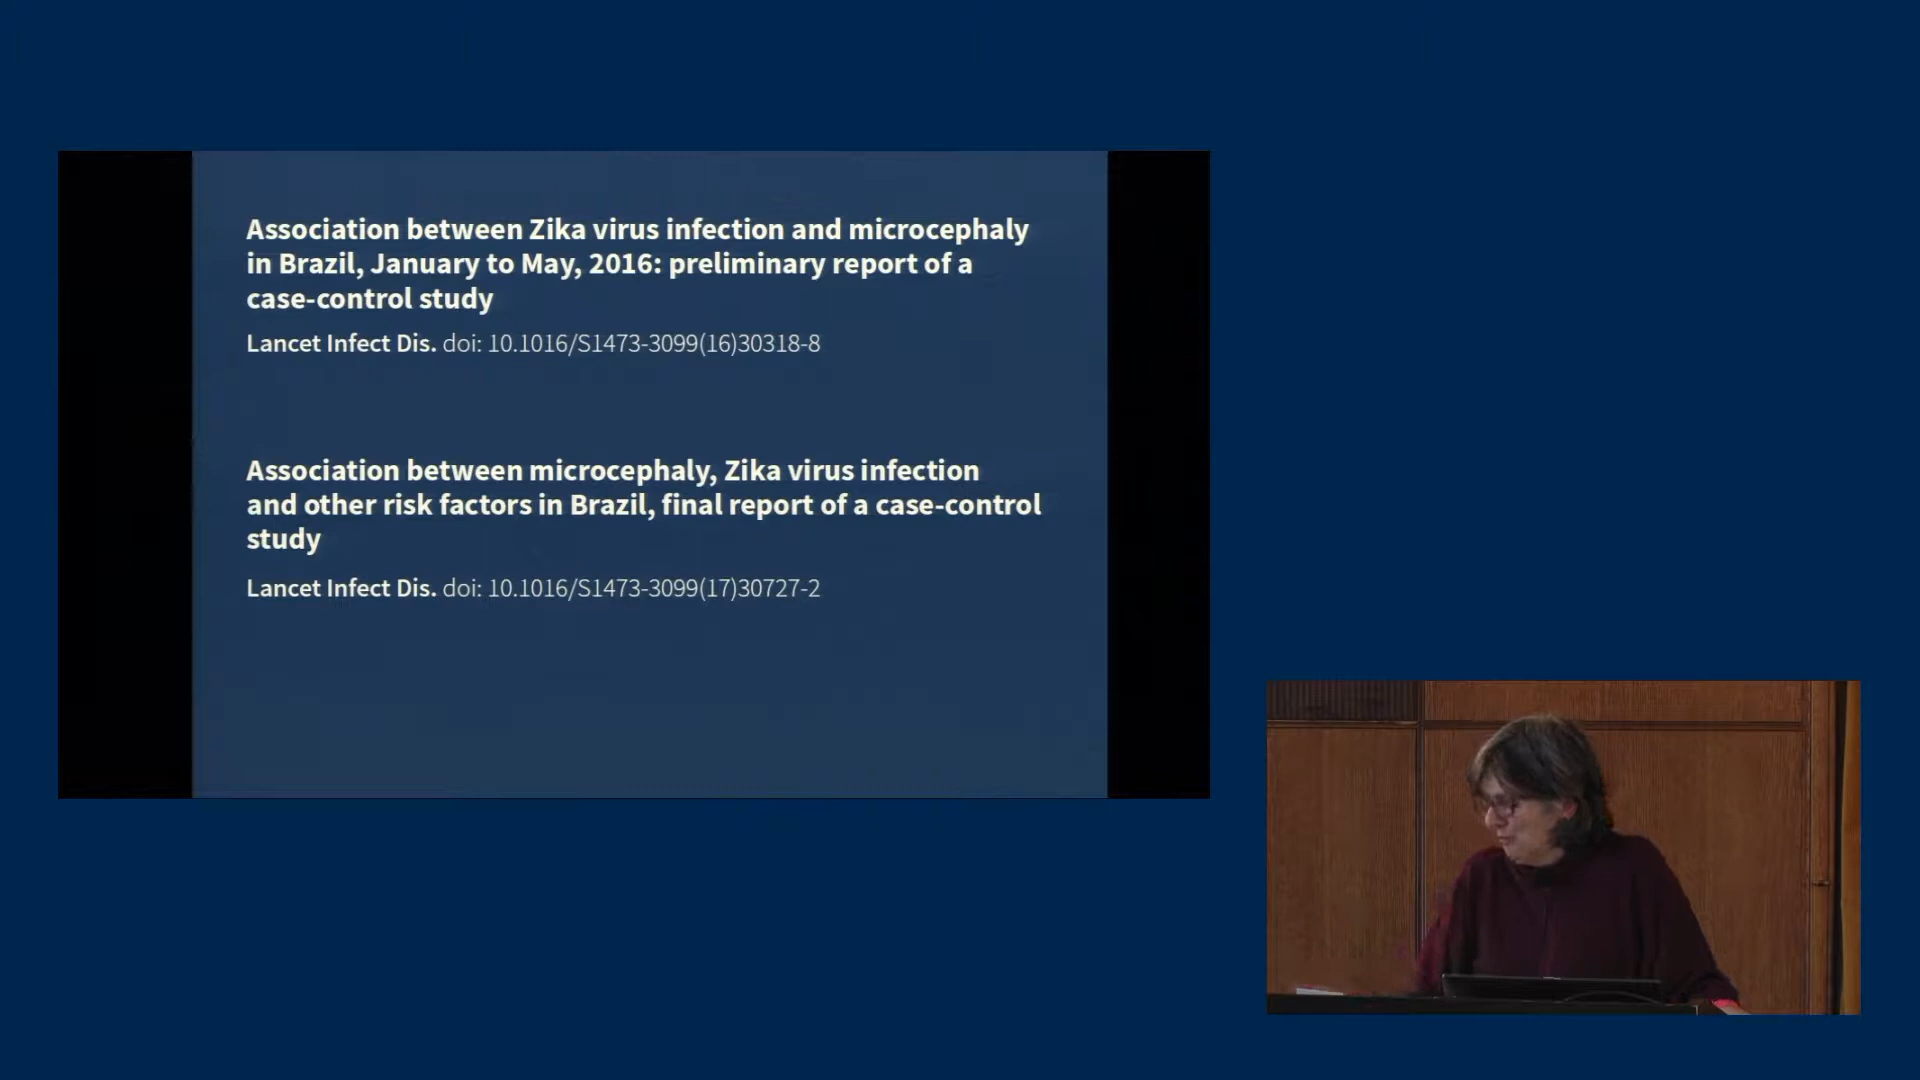 Association between Zika virus infection and microcephaly
in Brazil, January to May, 2016: preliminary report of a
case-control study
Lancet Infect Dis. doi: 10.1016/S1473-3099(16)30318-8
Association between microcephaly, Zika virus infection
and other risk factors in Brazil, final report of a case-control
study
Lancet Infect Dis. doi: 10.1016/S1473-3099(17)30727-2